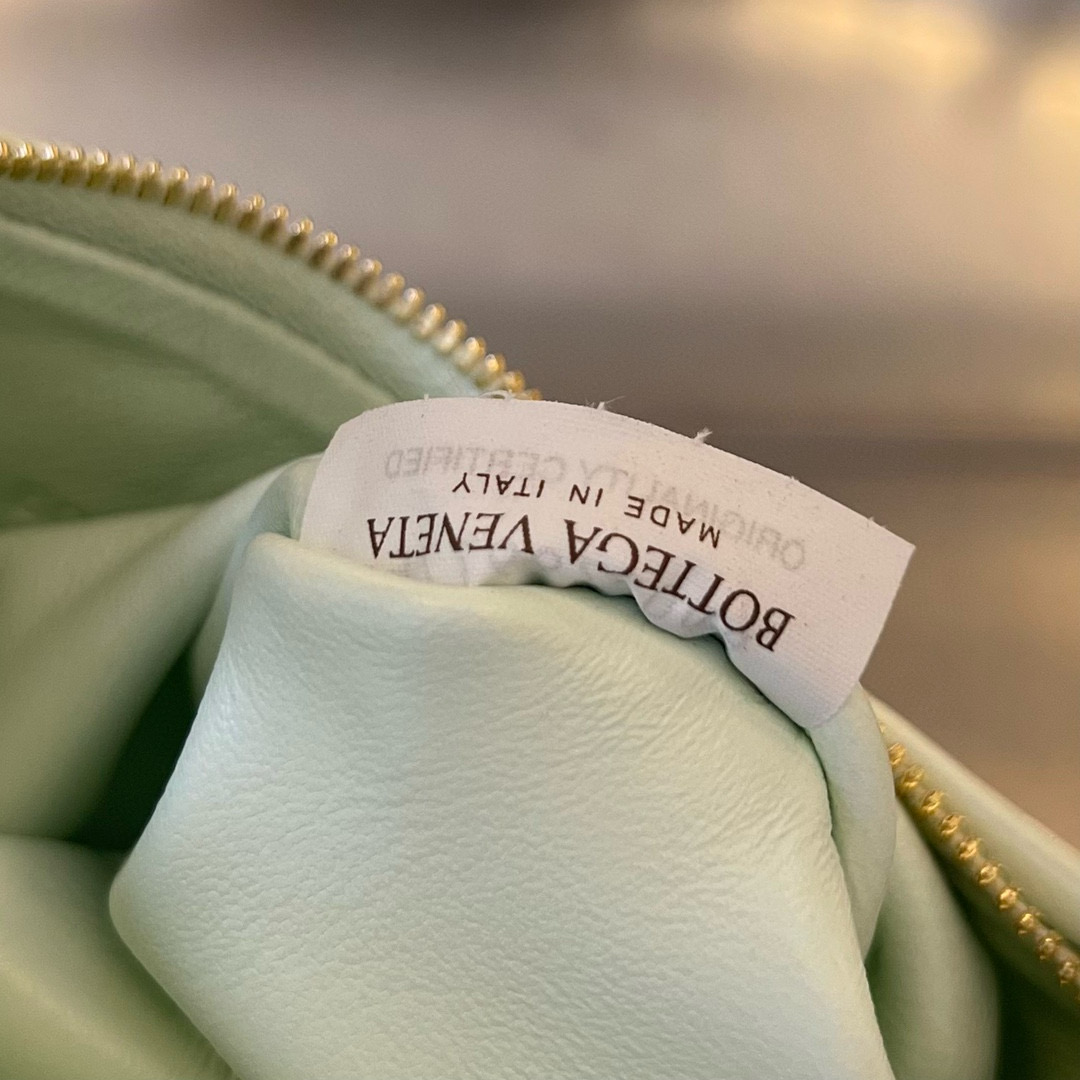 BOTTEGA VENETA
MADE IN ITALY
ORIGINALITY CERTIFIED